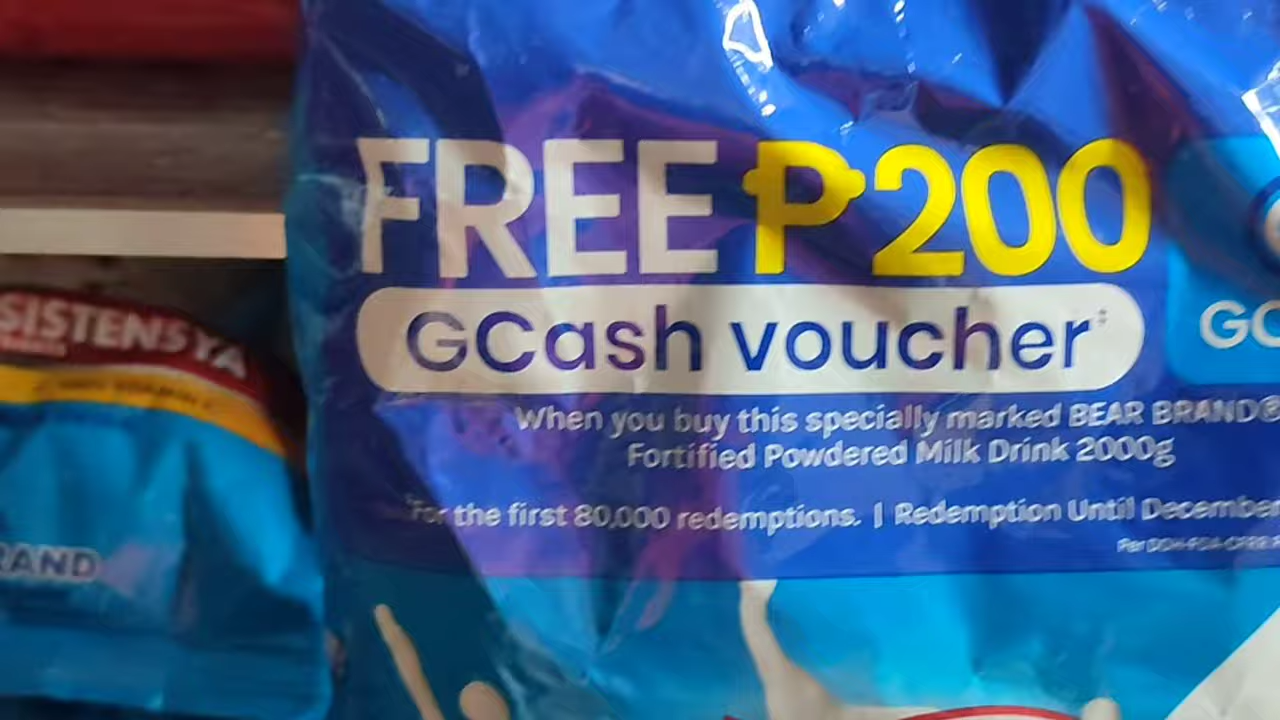 FREE ₱200
GCash voucher
GC
When you buy this specially marked BEAR BRAND®
Fortified Powdered Milk Drink 2000g
For the first 80,000 redemptions. | Redemption Until December
SISTENSYA
RAND